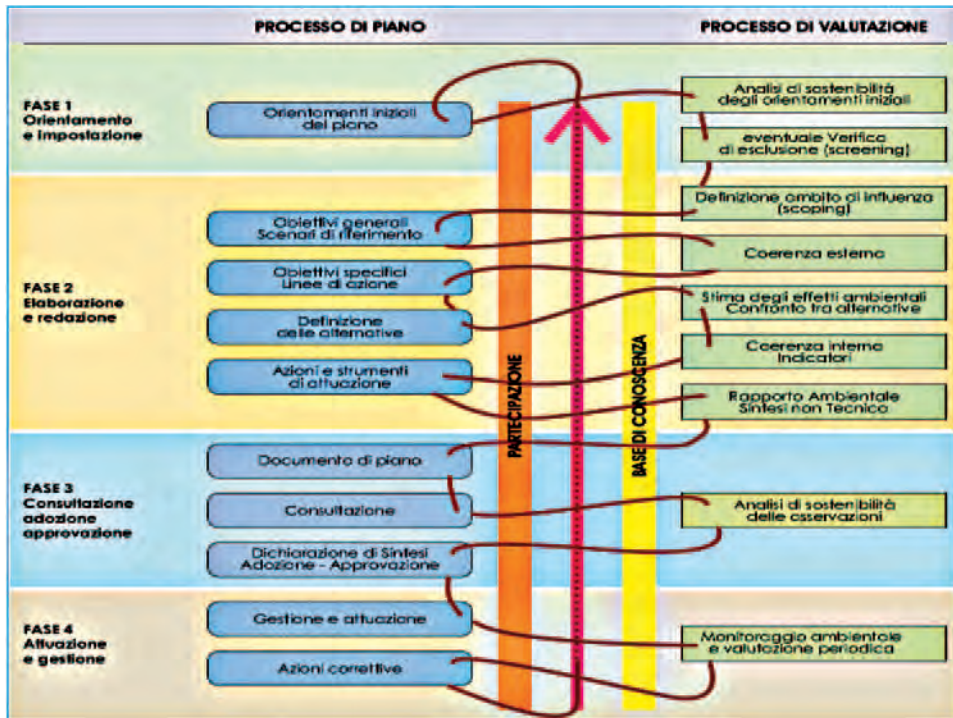 PROCESSO DI PIANO
PROCESSO DI VALUTAZIONE
FASE 1
Orientamento
e impostazione
Orientamenti iniziali
del piano
Analisi di sostenibilità
degli orientamenti iniziali
eventuale Verifica
di esclusione (screening)
FASE 2
Elaborazione
e redazione
Obiettivi generali
Scenari di riferimento
Obiettivi specifici
Linee di azione
Definizione
delle alternative
Azioni e strumenti
di attuazione
PARTECIPAZIONE
BASE DI CONOSCENZA
Definizione ambito di influenza
(scoping)
Coerenza esterna
Stima degli effetti ambientali
Confronto tra alternative
Coerenza interna
Indicatori
Rapporto Ambientale
Sintesi non Tecnica
FASE 3
Consultazione
adozione
approvazione
Documento di piano
Consultazione
Dichiarazione di Sintesi
Adozione - Approvazione
Analisi di sostenibilità
delle osservazioni
FASE 4
Attuazione
e gestione
Gestione e attuazione
Azioni correttive
Monitoraggio ambientale
e valutazione periodica